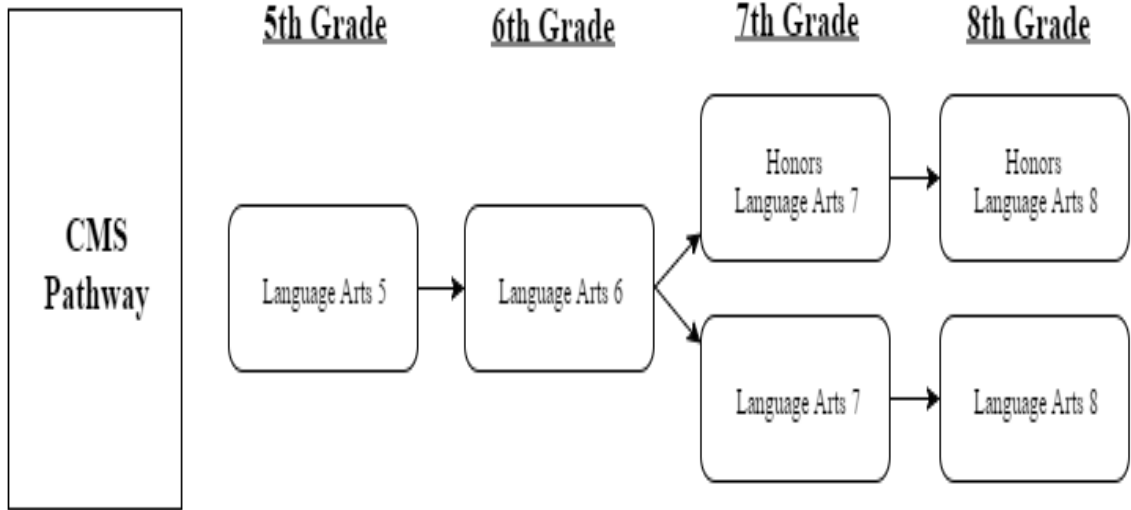 5th Grade
6th Grade
7th Grade
8th Grade
CMS
Pathway
Language Arts 5
Language Arts 6
Honors
Language Arts 7
Honors
Language Arts 8
Language Arts 7
Language Arts 8